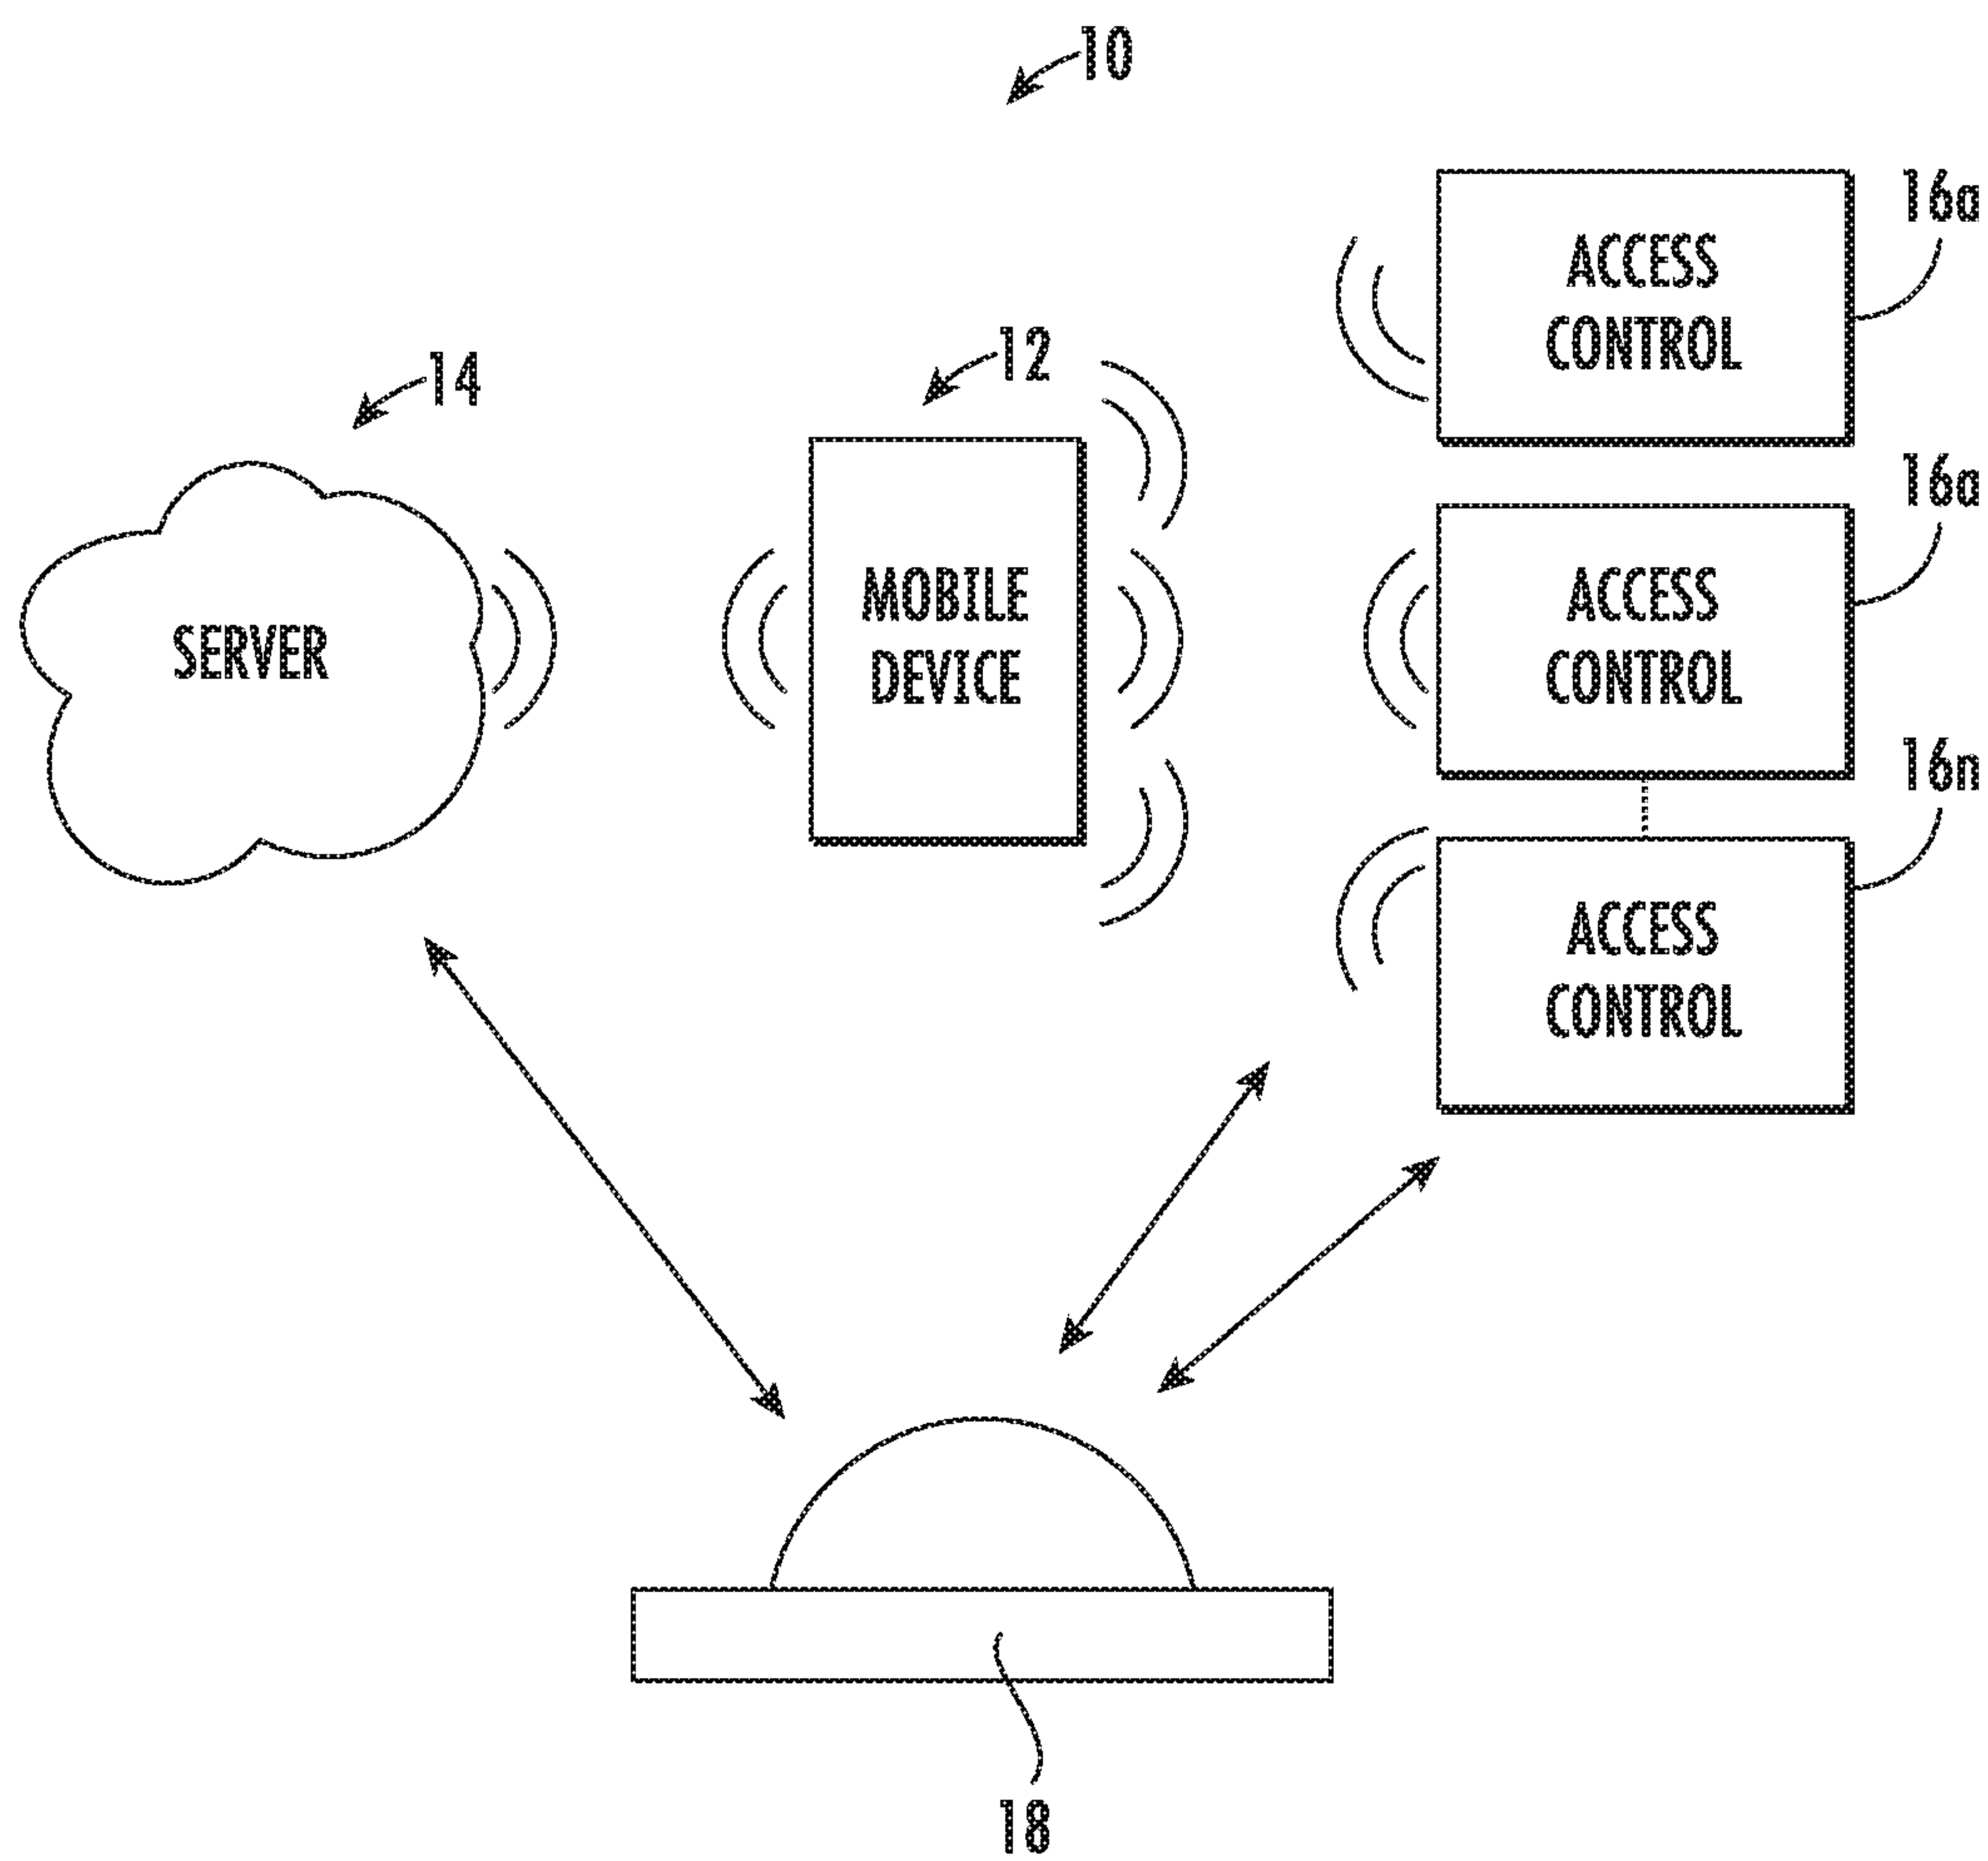 10
16a
ACCESS
CONTROL
14
12
16a
SERVER
MOBILE
DEVICE
ACCESS
CONTROL
16n
ACCESS
CONTROL
18